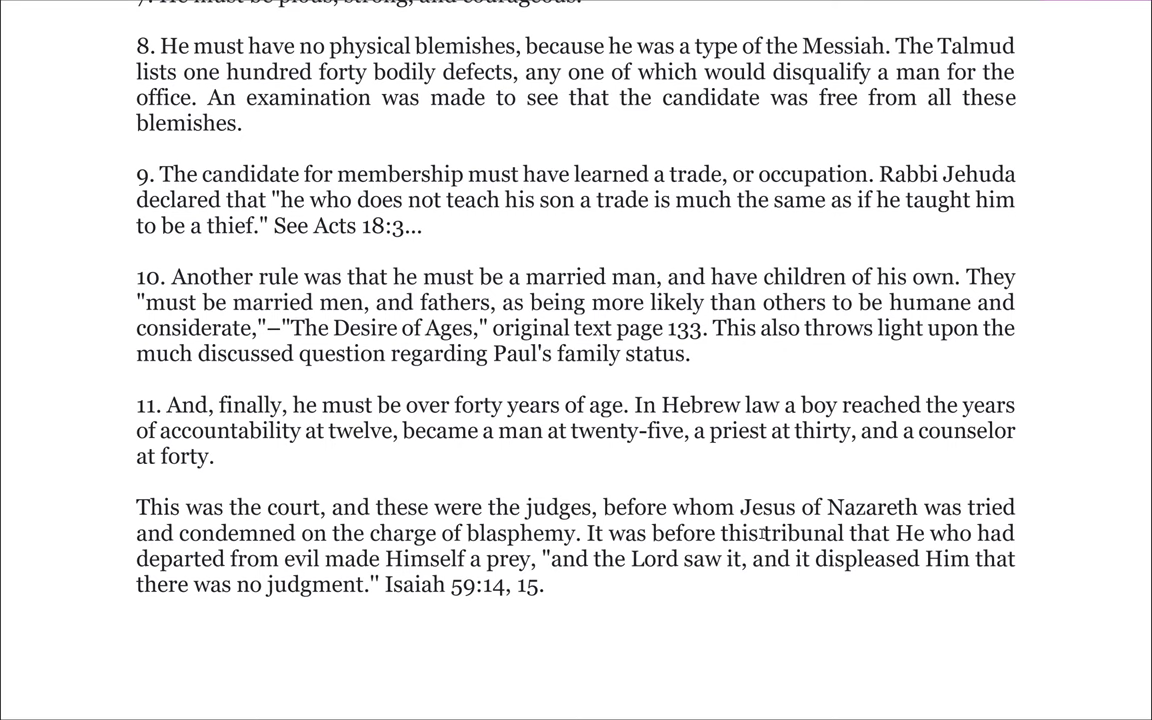 7. He must be pious, strong, and courageous.
8. He must have no physical blemishes, because he was a type of the Messiah. The Talmud
lists one hundred forty bodily defects, any one of which would disqualify a man for the
office. An examination was made to see that the candidate was free from all these
blemishes.
9. The candidate for membership must have learned a trade, or occupation. Rabbi Jehuda
declared that "he who does not teach his son a trade is much the same as if he taught him
to be a thief." See Acts 18:3...
10. Another rule was that he must be a married man, and have children of his own. They
"must be married men, and fathers, as being more likely than others to be humane and
considerate,"–"The Desire of Ages," original text page 133. This also throws light upon the
much discussed question regarding Paul's family status.
11. And, finally, he must be over forty years of age. In Hebrew law a boy reached the years
of accountability at twelve, became a man at twenty-five, a priest at thirty, and a counselor
at forty.
This was the court, and these were the judges, before whom Jesus of Nazareth was tried
and condemned on the charge of blasphemy. It was before this tribunal that He who had
departed from evil made Himself a prey, "and the Lord saw it, and it displeased Him that
there was no judgment." Isaiah 59:14, 15.